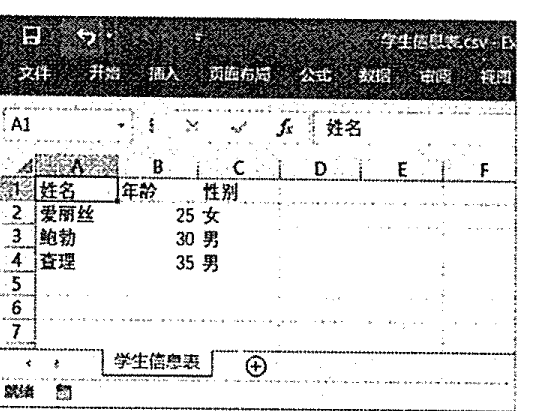 学生信息表.csv - Ex
文件 开始 插入 页面布局 公式 数据 审阅 视图
A1 fx 姓名
A B C D E F
1 姓名 年龄 性别
2 爱丽丝 25 女
3 鲍勃 30 男
4 查理 35 男
5
6
7
学生信息表
就绪